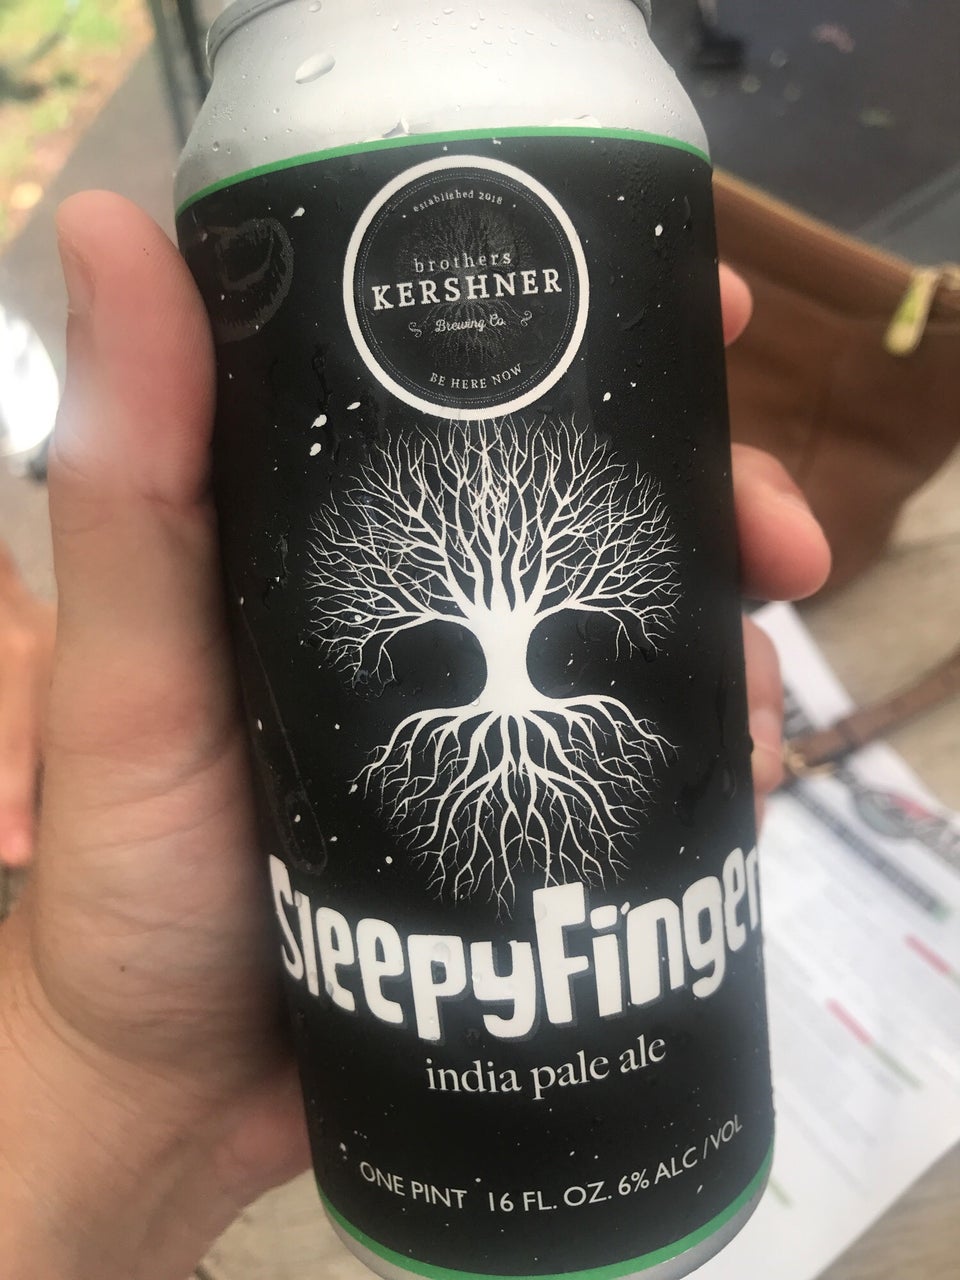 established 2018
brothers
KERSHNER
Brewing Co.
BE HERE NOW
SleepyFinger
india pale ale
ONE PINT 16 FL. OZ. 6% ALC / VOL